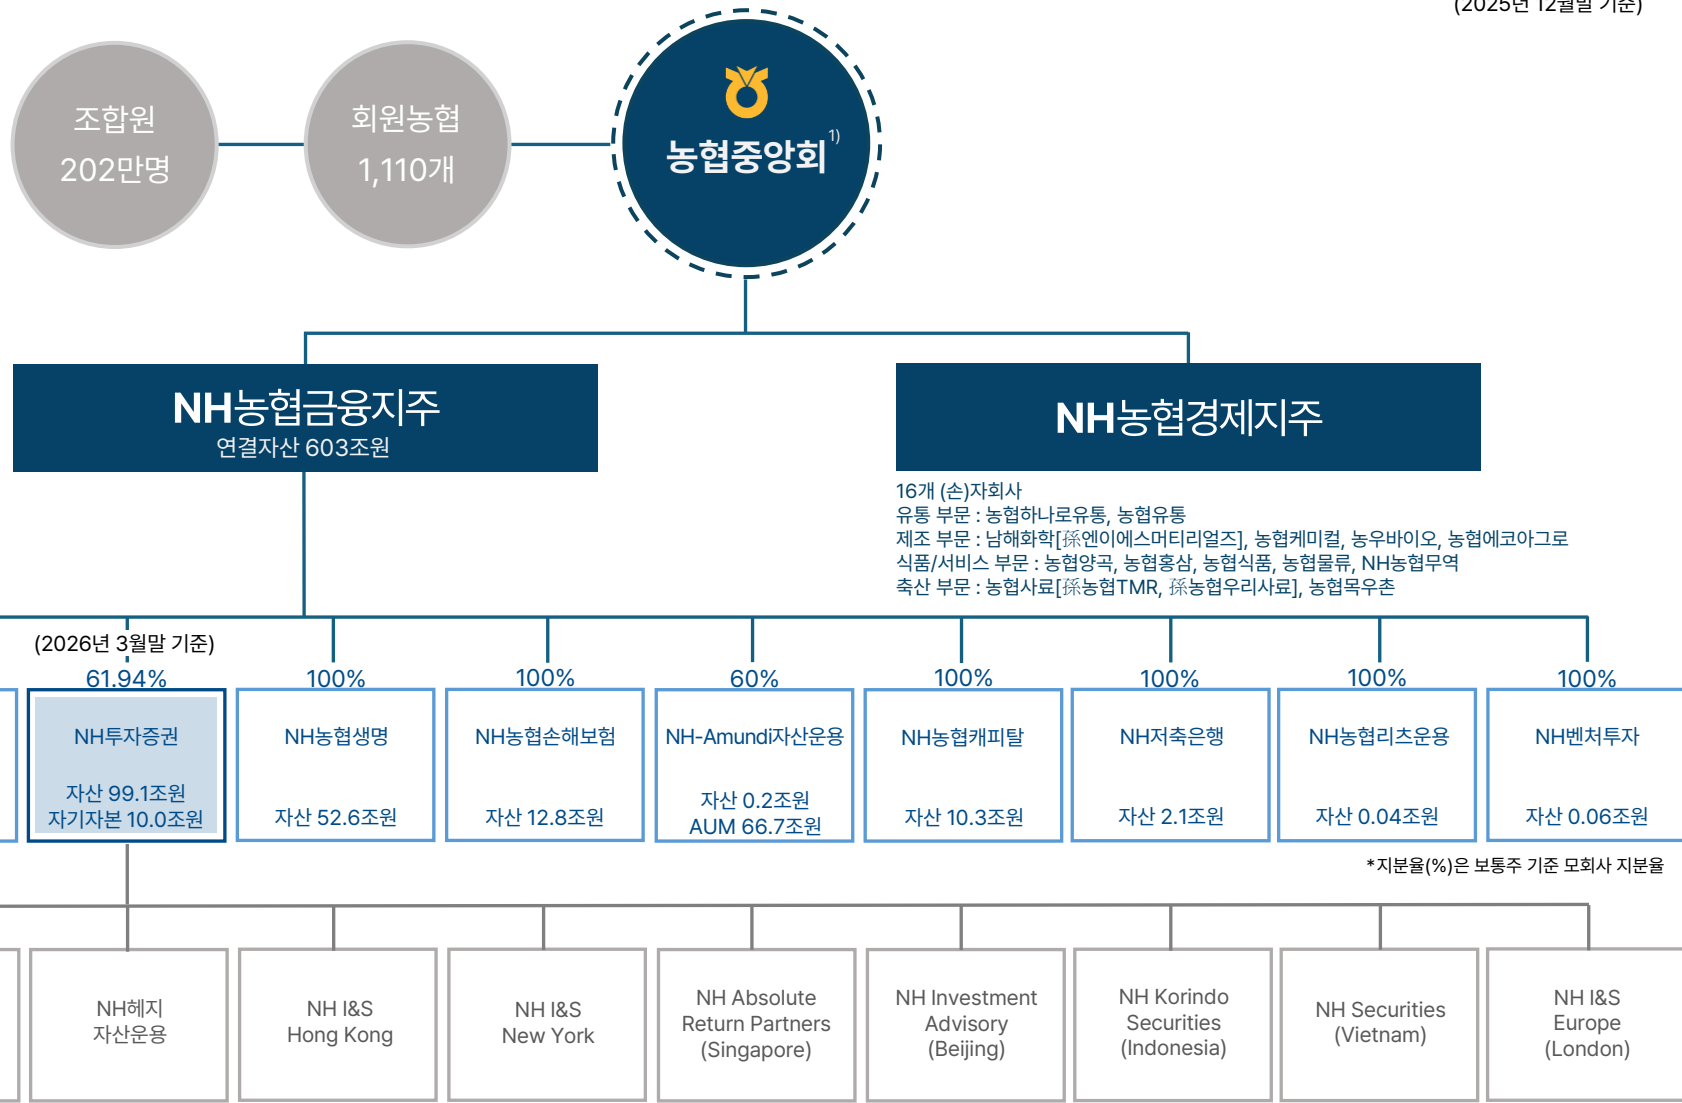 (2025년 12월말 기준)
조합원
202만명
회원농협
1,110개
농협중앙회1)
NH농협금융지주
연결자산 603조원
NH농협경제지주
16개 (손)자회사
유통 부문 : 농협하나로유통, 농협유통
제조 부문 : 남해화학[孫엔이에스머티리얼즈], 농협케미컬, 농우바이오, 농협에코아그로
식품/서비스 부문 : 농협양곡, 농협홍삼, 농협식품, 농협물류, NH농협무역
축산 부문 : 농협사료[孫농협TMR, 孫농협우리사료], 농협목우촌
(2026년 3월말 기준)
61.94%
NH투자증권
자산 99.1조원
자기자본 10.0조원
100%
NH농협생명
자산 52.6조원
100%
NH농협손해보험
자산 12.8조원
60%
NH-Amundi자산운용
자산 0.2조원
AUM 66.7조원
100%
NH농협캐피탈
자산 10.3조원
100%
NH저축은행
자산 2.1조원
100%
NH농협리츠운용
자산 0.04조원
100%
NH벤처투자
자산 0.06조원
*지분율(%)은 보통주 기준 모회사 지분율
NH헤지
자산운용
NH I&S
Hong Kong
NH I&S
New York
NH Absolute
Return Partners
(Singapore)
NH Investment
Advisory
(Beijing)
NH Korindo
Securities
(Indonesia)
NH Securities
(Vietnam)
NH I&S
Europe
(London)